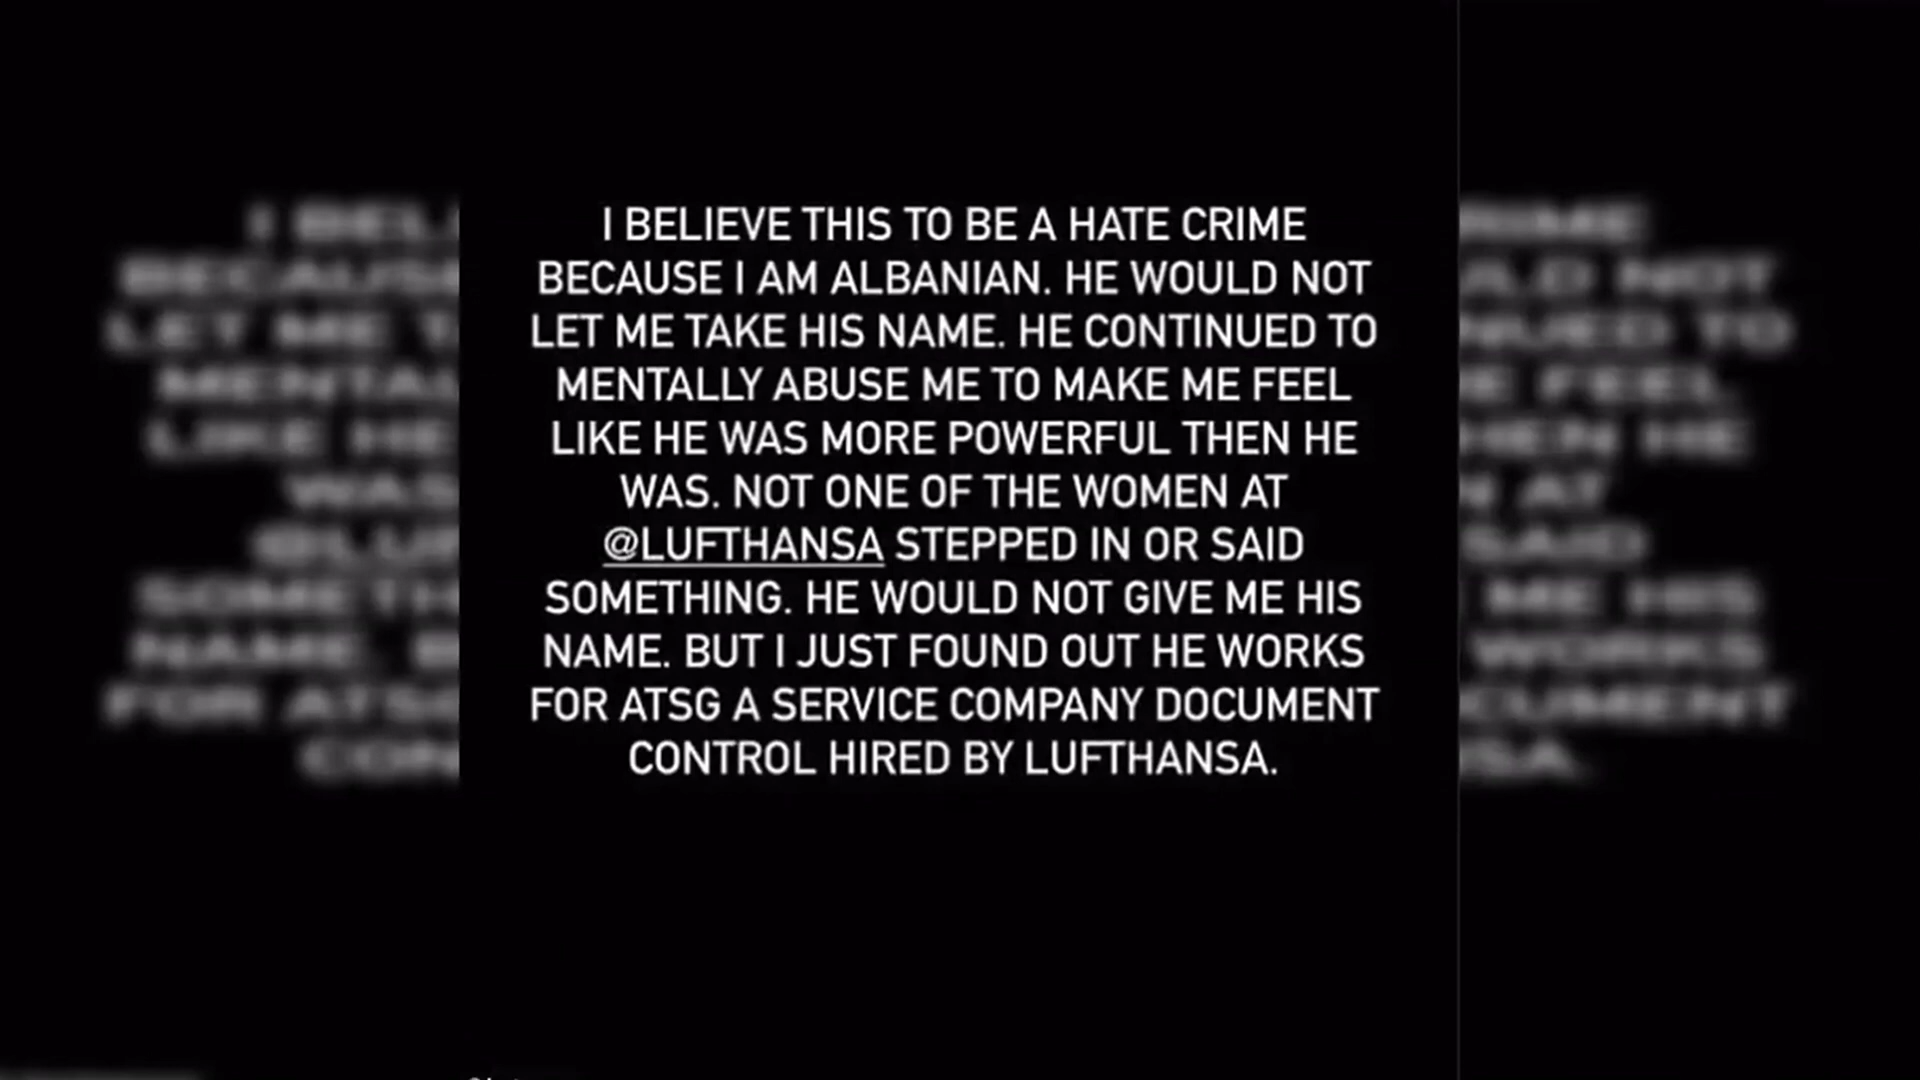 I BELIEVE THIS TO BE A HATE CRIME
BECAUSE I AM ALBANIAN. HE WOULD NOT
LET ME TAKE HIS NAME. HE CONTINUED TO
MENTALLY ABUSE ME TO MAKE ME FEEL
LIKE HE WAS MORE POWERFUL THEN HE
WAS. NOT ONE OF THE WOMEN AT
@LUFTHANSA STEPPED IN OR SAID
SOMETHING. HE WOULD NOT GIVE ME HIS
NAME. BUT I JUST FOUND OUT HE WORKS
FOR ATSG A SERVICE COMPANY DOCUMENT
CONTROL HIRED BY LUFTHANSA.